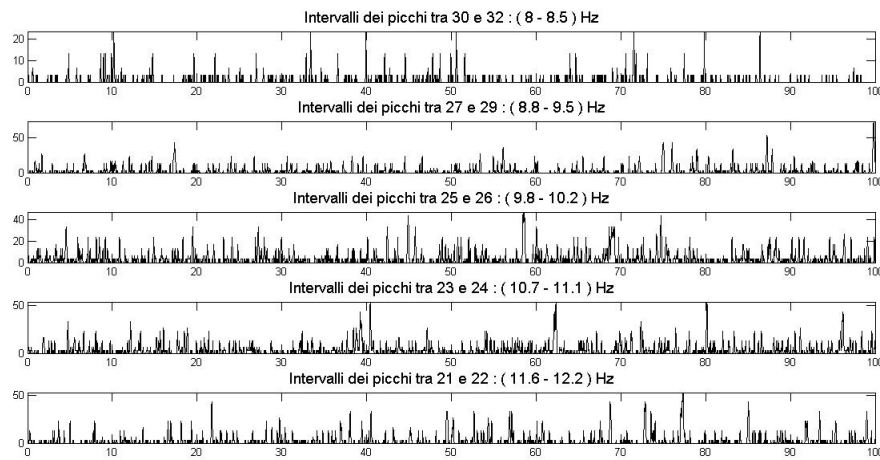 Intervalli dei picchi tra 30 e 32 : ( 8 - 8.5 ) Hz
20
10
0
0 10 20 30 40 50 60 70 80 90 100
Intervalli dei picchi tra 27 e 29 : ( 8.8 - 9.5 ) Hz
50
0
0 10 20 30 40 50 60 70 80 90 100
Intervalli dei picchi tra 25 e 26 : ( 9.8 - 10.2 ) Hz
40
20
0
0 10 20 30 40 50 60 70 80 90 100
Intervalli dei picchi tra 23 e 24 : ( 10.7 - 11.1 ) Hz
50
0
0 10 20 30 40 50 60 70 80 90 100
Intervalli dei picchi tra 21 e 22 : ( 11.6 - 12.2 ) Hz
50
0
0 10 20 30 40 50 60 70 80 90 100